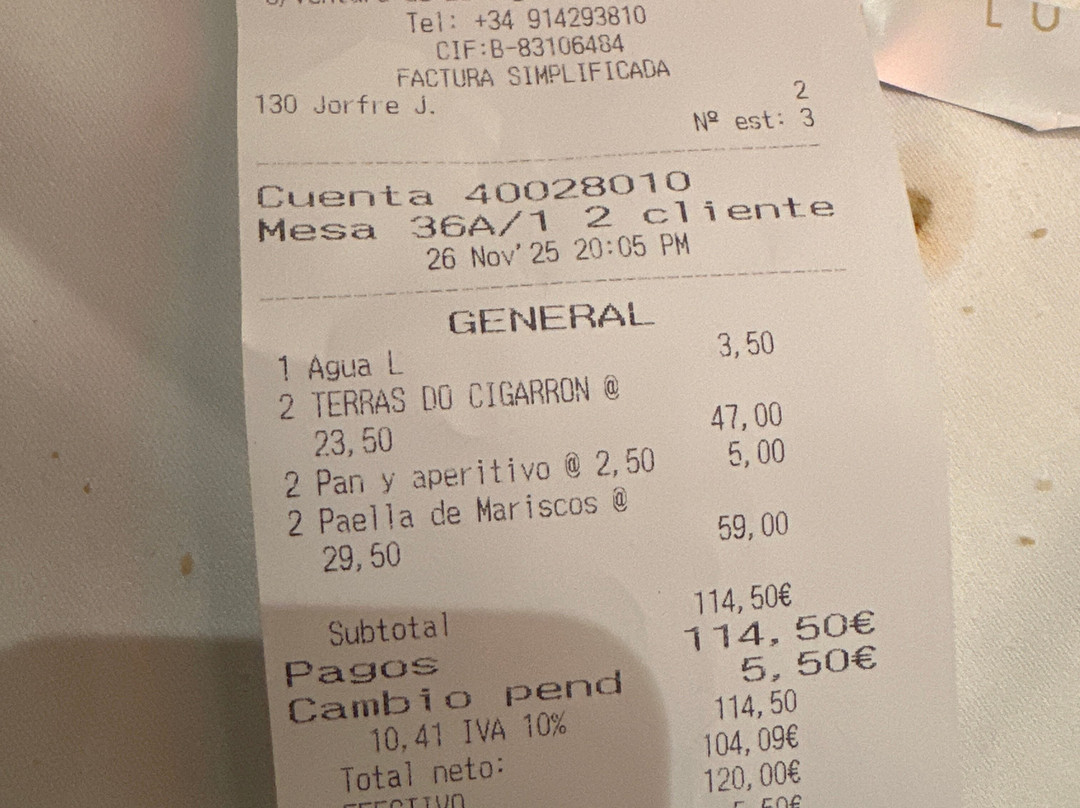 Tel: +34 914293810
CIF:B-83106484
FACTURA SIMPLIFICADA
130 Jorfre J.
2
Nº est: 3
Cuenta 40028010
Mesa 36A/1 2 cliente
26 Nov'25 20:05 PM
GENERAL
1 Agua L 3,50
2 TERRAS DO CIGARRON @
23,50 47,00
2 Pan y aperitivo @ 2,50 5,00
2 Paella de Mariscos @
29,50 59,00
Subtotal 114,50€
Pagos 114,50€
Cambio pend 5,50€
10,41 IVA 10% 114,50
Total neto: 104,09€
EFECTIVO 120,00€
5,50€